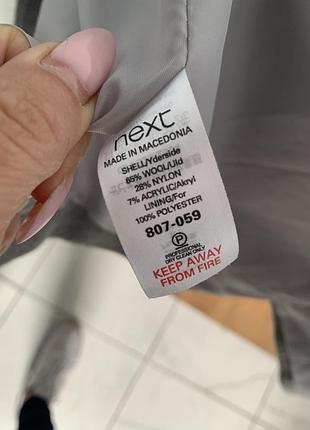 next
MADE IN MACEDONIA
SHELL/Yderside
65% WOOL/Uld
28% NYLON
7% ACRYLIC/Akryl
LINING/For
100% POLYESTER
807-059
P
PROFESSIONAL
DRY CLEAN ONLY
KEEP AWAY
FROM FIRE